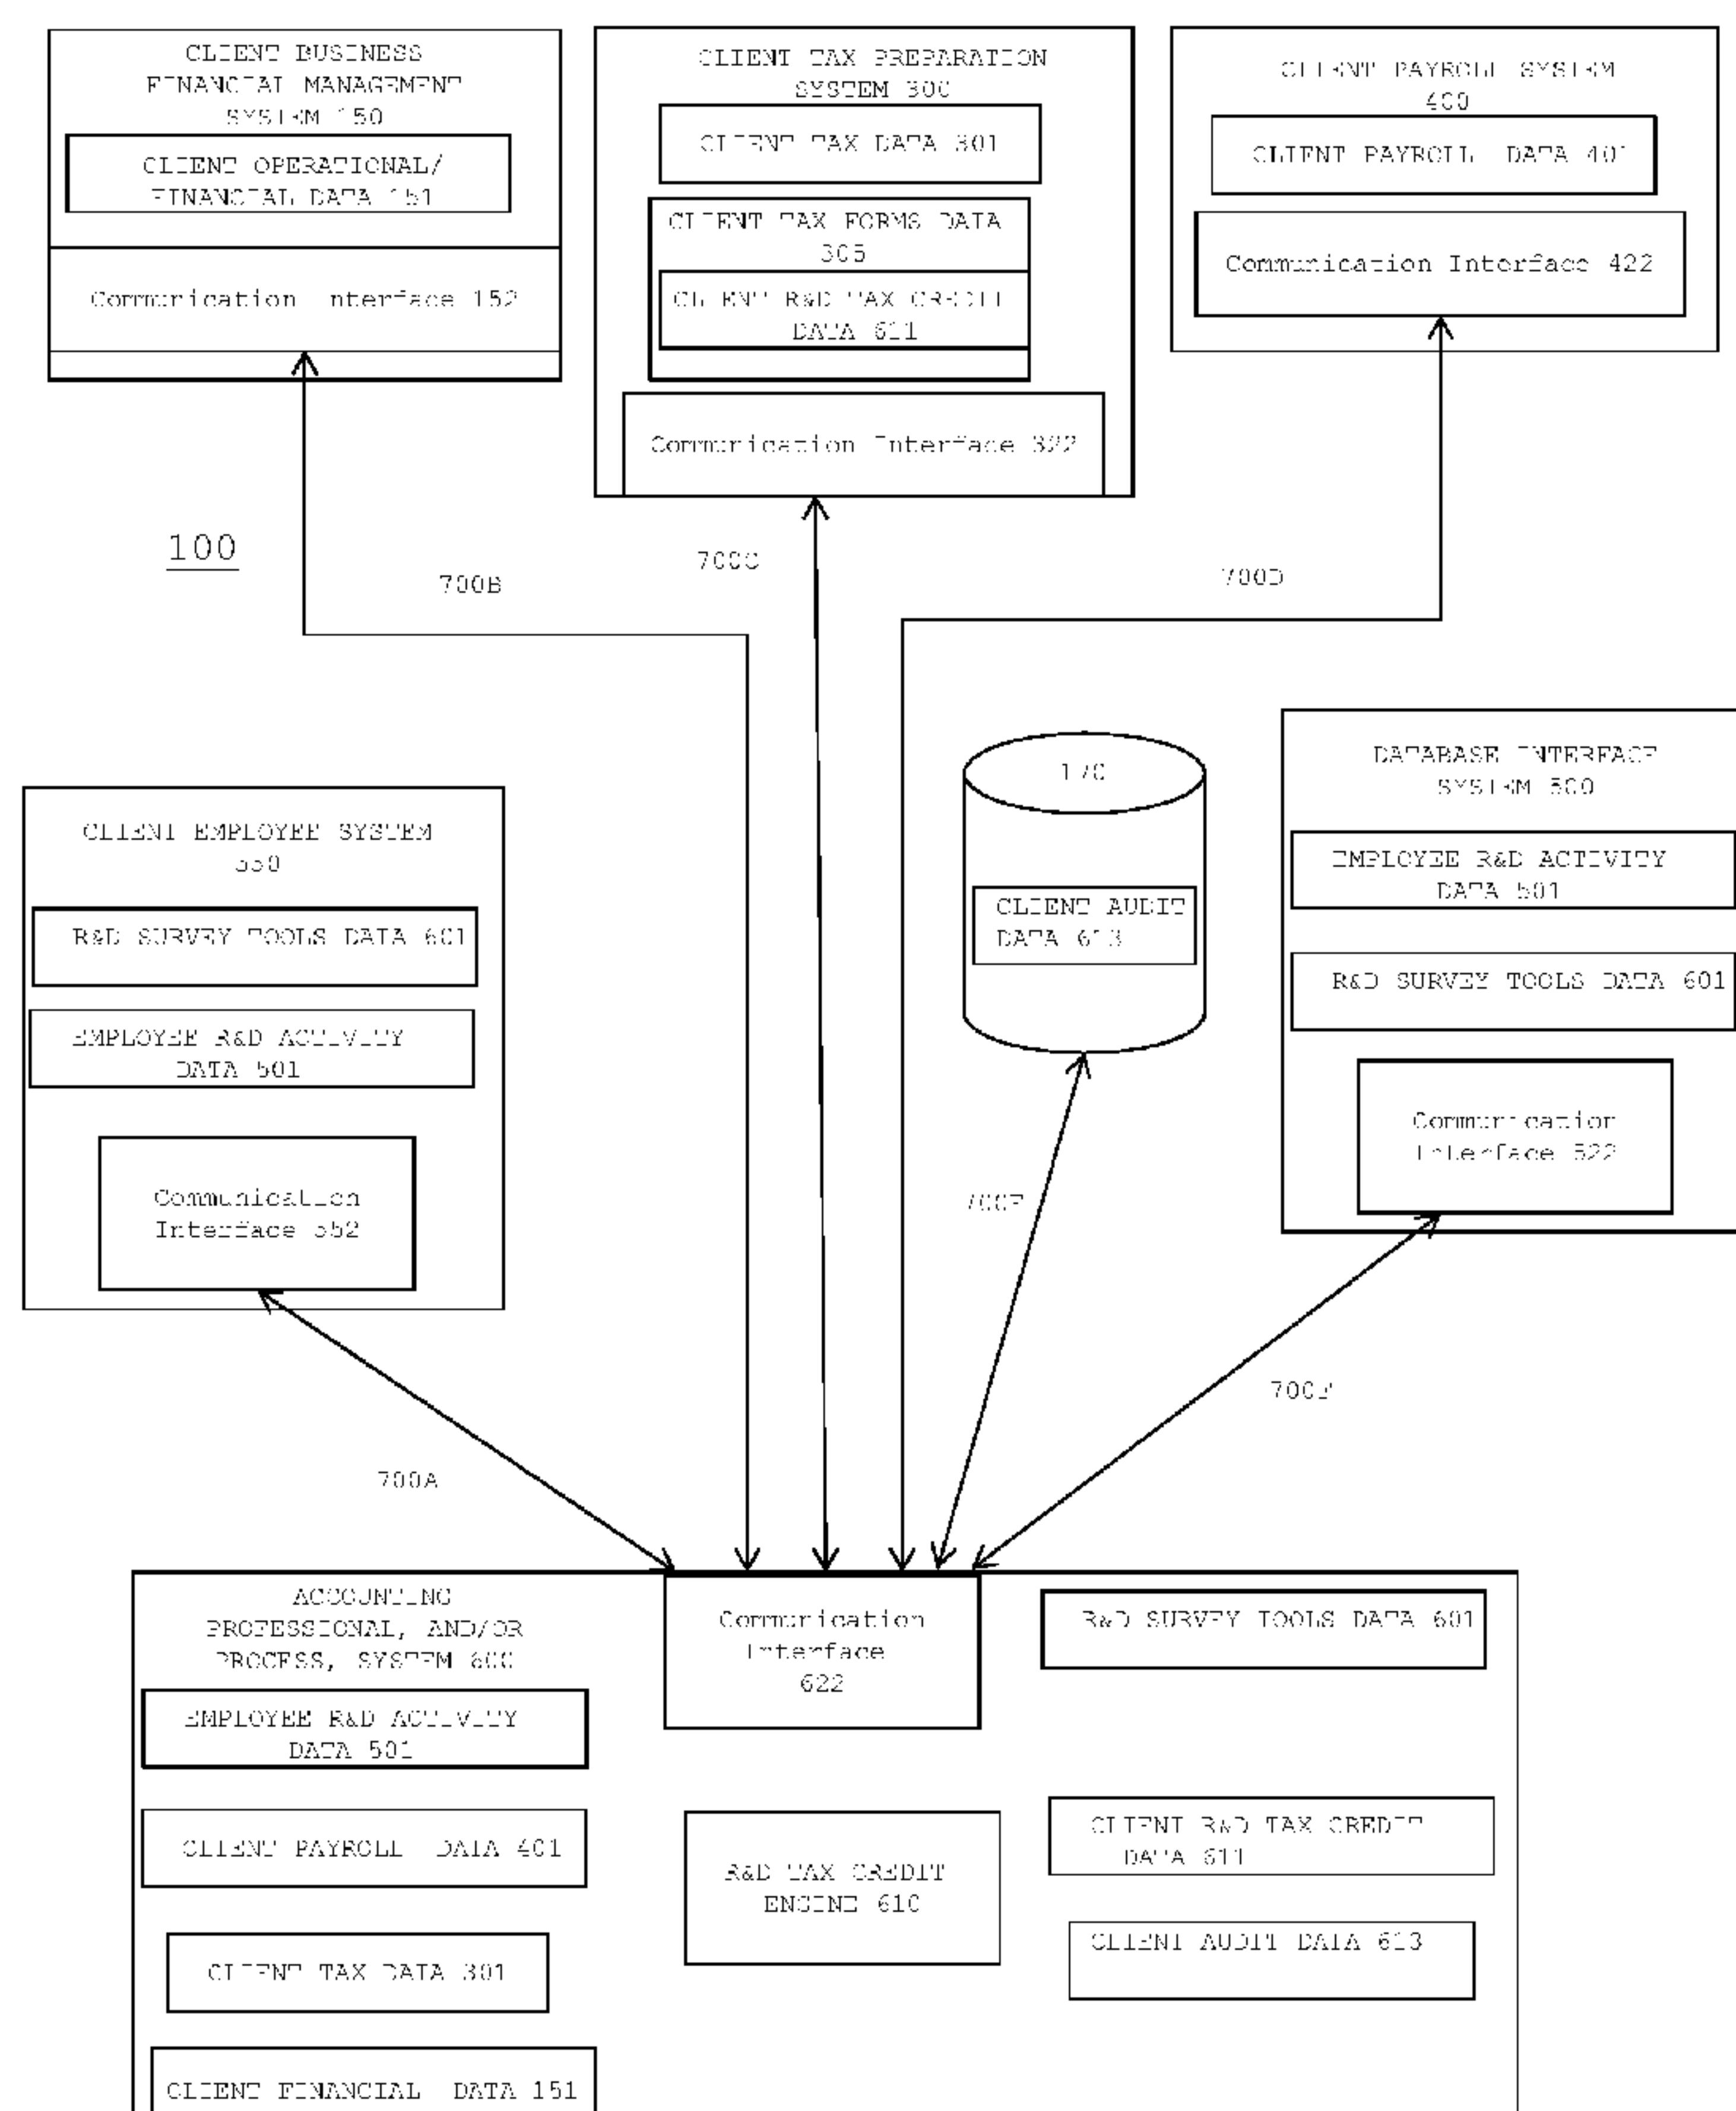 CLIENT BUSINESS
FINANCIAL MANAGEMENT
SYSTEM 150
CLIENT OPERATIONAL/
FINANCIAL DATA 151
Communication Interface 152
CLIENT TAX PREPARATION
SYSTEM 300
CLIENT TAX DATA 301
CLIENT TAX FORMS DATA
305
CLIENT R&D TAX CREDIT
DATA 611
Communication Interface 322
CLIENT PAYROLL SYSTEM
400
CLIENT PAYROLL DATA 401
Communication Interface 422
100
700B
700C
700D
CLIENT EMPLOYEE SYSTEM
R&D SURVEY TOOLS DATA 601
EMPLOYEE R&D ACTIVITY
DATA 501
Communication
Interface
170
CLIENT AUDIT
DATA 613
DATABASE INTERFACE
SYSTEM 500
EMPLOYEE R&D ACTIVITY
DATA 501
R&D SURVEY TOOLS DATA 601
Communication
Interface 522
700A
ACCOUNTING
PROFESSIONAL, AND/OR
PROCESS, SYSTEM 600
EMPLOYEE R&D ACTIVITY
DATA 501
CLIENT PAYROLL DATA 401
CLIENT TAX DATA 301
CLIENT FINANCIAL DATA 151
Communication
Interface
622
R&D TAX CREDIT
ENGINE 610
R&D SURVEY TOOLS DATA 601
CLIENT R&D TAX CREDIT
DATA 611
CLIENT AUDIT DATA 613